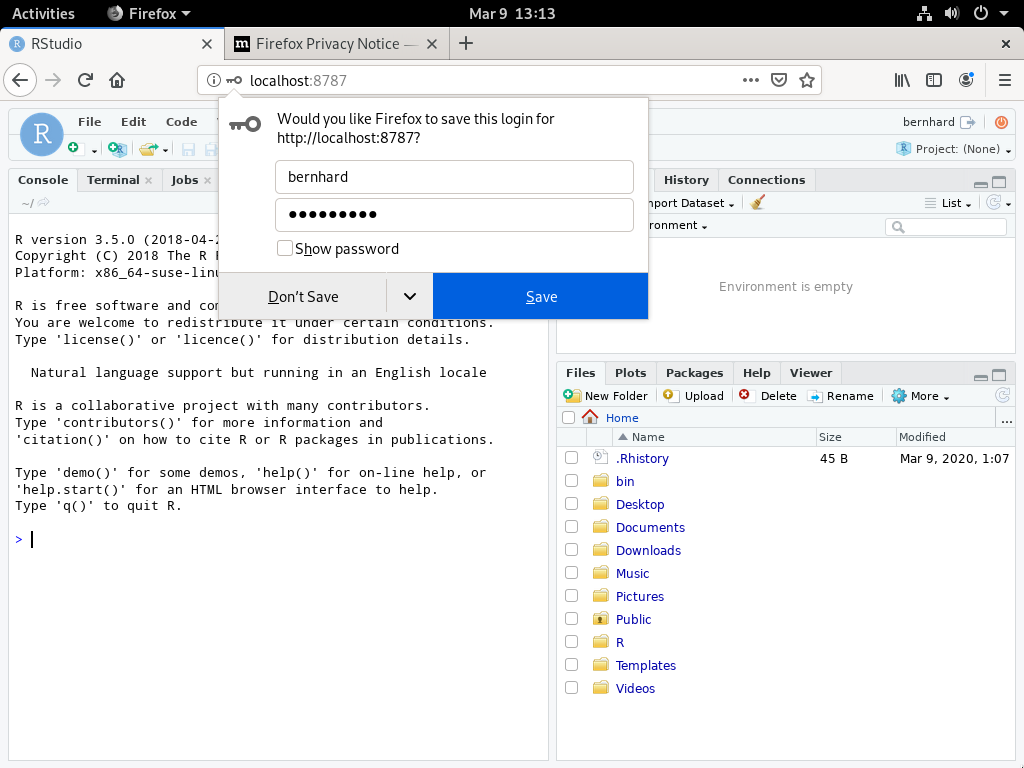 Activities Firefox Mar 9 13:13
RStudio Firefox Privacy Notice —
localhost:8787
Would you like Firefox to save this login for
http://localhost:8787?
bernhard
•••••••••
Show password
Don't Save Save
R File Edit Code bernhard
Project: (None)
Console Terminal Jobs
~/
R version 3.5.0 (2018-04-2
Copyright (C) 2018 The R F
Platform: x86_64-suse-linu
R is free software and com
You are welcome to redistribute it under certain conditions.
Type 'license()' or 'licence()' for distribution details.
Natural language support but running in an English locale
R is a collaborative project with many contributors.
Type 'contributors()' for more information and
'citation()' on how to cite R or R packages in publications.
Type 'demo()' for some demos, 'help()' for on-line help, or
'help.start()' for an HTML browser interface to help.
Type 'q()' to quit R.
>
History Connections
mport Dataset List
ronment
Environment is empty
Files Plots Packages Help Viewer
New Folder Upload Delete Rename More
Home ...
Name Size Modified
.Rhistory 45 B Mar 9, 2020, 1:07
bin
Desktop
Documents
Downloads
Music
Pictures
Public
R
Templates
Videos